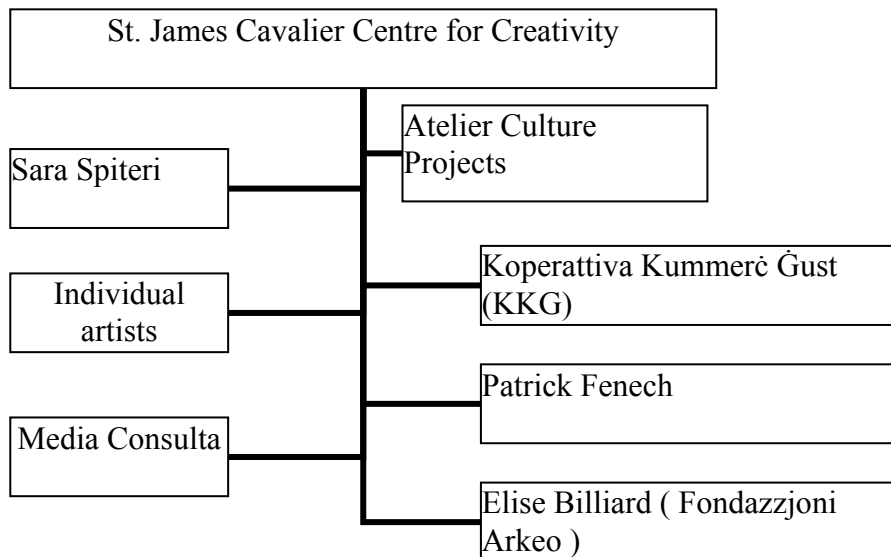 St. James Cavalier Centre for Creativity
Atelier Culture
Projects
Sara Spiteri
Koperattiva Kummerċ Ġust
(KKG)
Individual
artists
Patrick Fenech
Media Consulta
Elise Billiard ( Fondazzjoni
Arkeo )